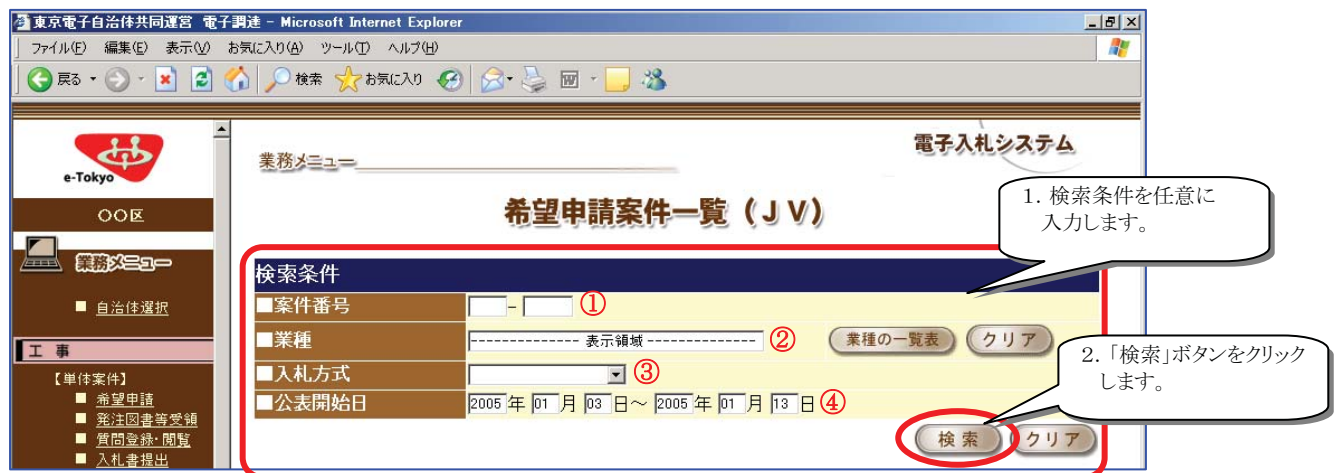 東京電子自治体共同運営 電子調達 - Microsoft Internet Explorer
ファイル(F) 編集(E) 表示(V) お気に入り(A) ツール(T) ヘルプ(H)
戻る 検索 お気に入り
e-Tokyo
〇〇区
業務メニュー
■ 自治体選択
工 事
【単体案件】
■ 希望申請
■ 発注図書等受領
■ 質問登録・閲覧
■ 入札書提出
業務メニュー
電子入札システム
希望申請案件一覧（ＪＶ）
検索条件
■案件番号 - ①
■業種 -------------- 表示領域 -------------- ② 業種の一覧表 クリア
■入札方式 ③
■公表開始日 2005 年 01 月 03 日～ 2005 年 01 月 13 日 ④
検 索 クリア
1. 検索条件を任意に
入力します。
2. 「検索」ボタンをクリック
します。